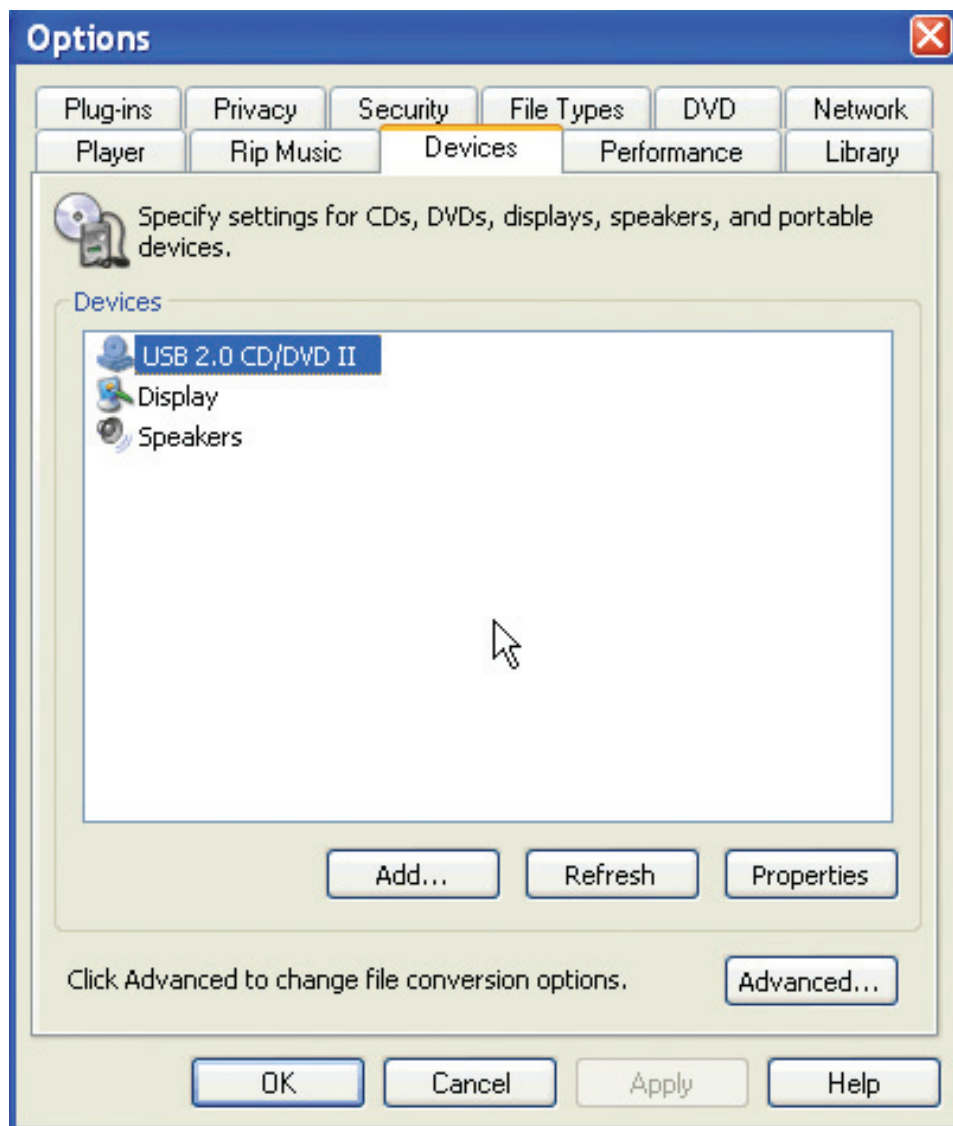 Options
Plug-ins Privacy Security File Types DVD Network
Player Rip Music Devices Performance Library
Specify settings for CDs, DVDs, displays, speakers, and portable
devices.
Devices
USB 2.0 CD/DVD II
Display
Speakers
Add... Refresh Properties
Click Advanced to change file conversion options. Advanced...
OK Cancel Apply Help